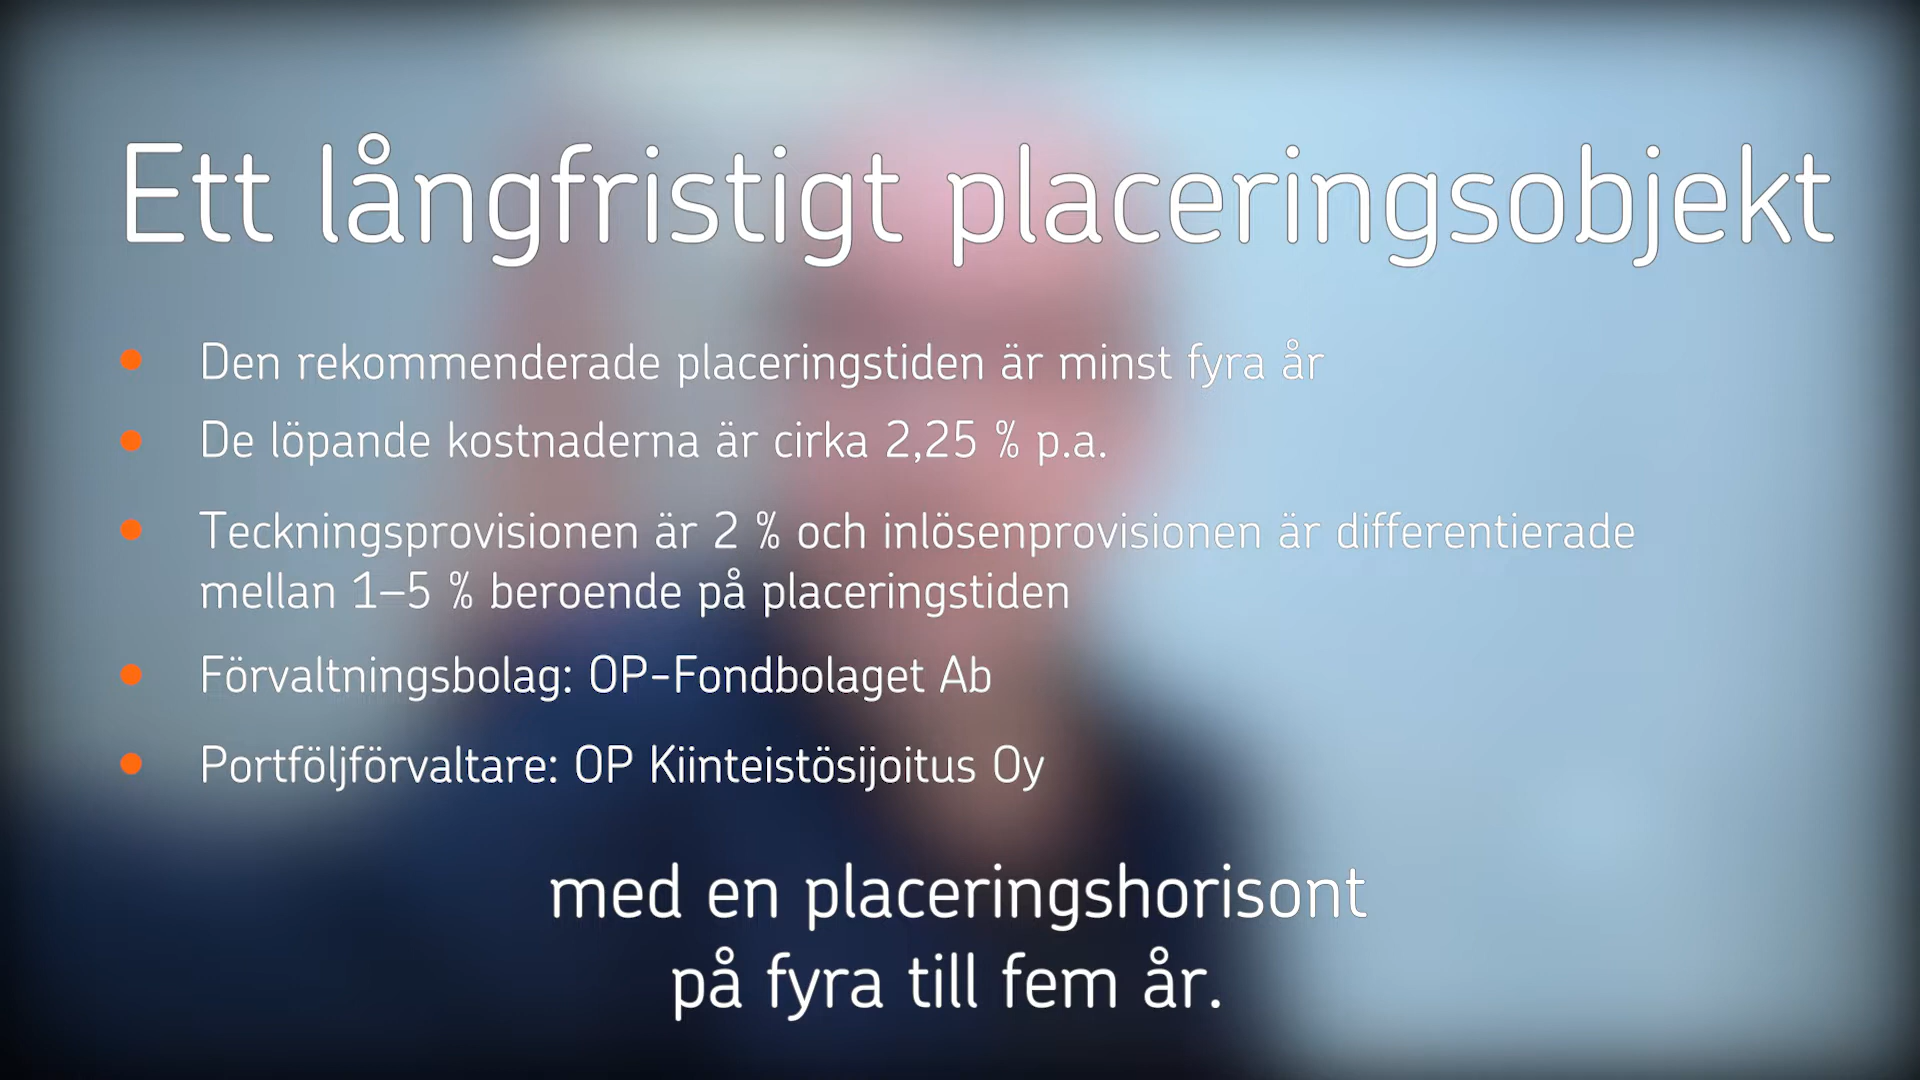 Ett långfristigt placeringsobjekt
Den rekommenderade placeringstiden är minst fyra år
De löpande kostnaderna är cirka 2,25 % p.a.
Teckningsprovisionen är 2 % och inlösenprovisionen är differentierade
mellan 1–5 % beroende på placeringstiden
Förvaltningsbolag: OP-Fondbolaget Ab
Portföljförvaltare: OP Kiinteistösijoitus Oy
med en placeringshorisont
på fyra till fem år.